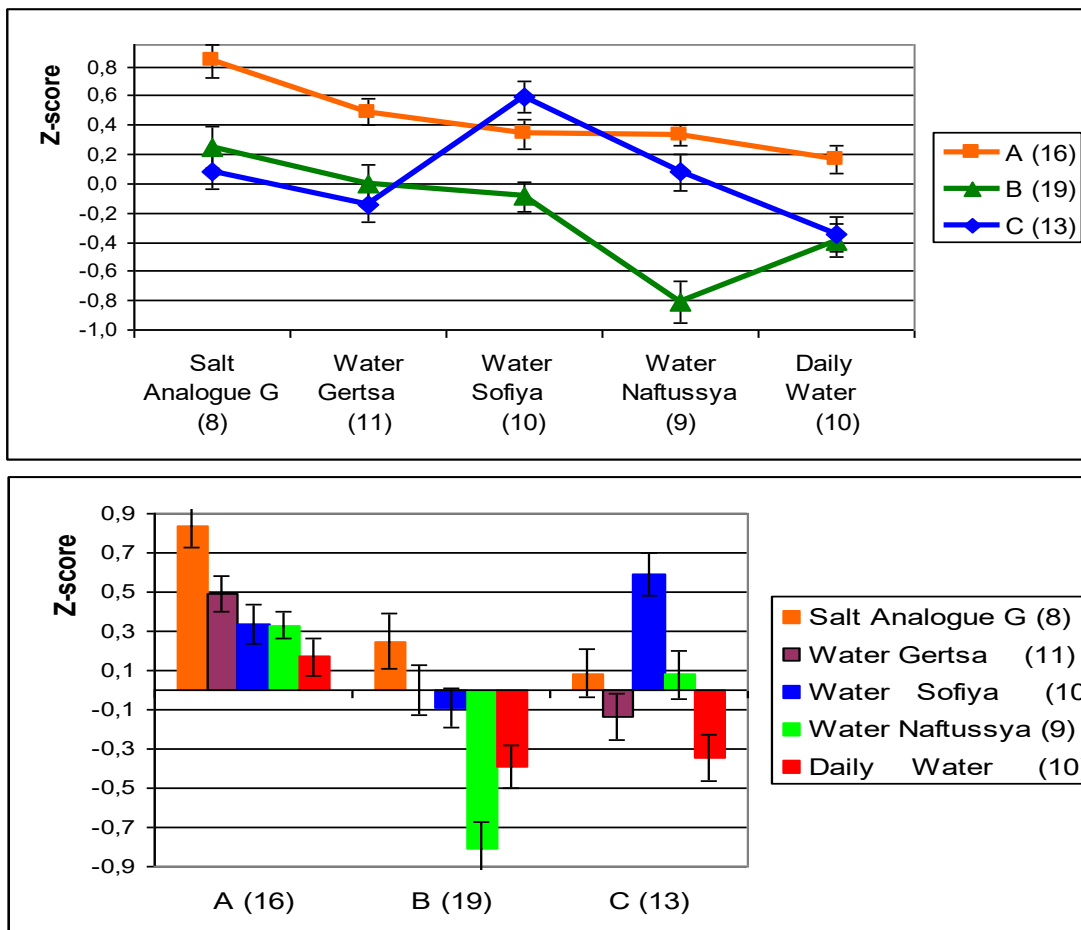 Z-score
0,8
0,6
0,4
0,2
0,0
-0,2
-0,4
-0,6
-0,8
-1,0
Salt Analogue G (8)
Water Gertsa (11)
Water Sofiya (10)
Water Naftussya (9)
Daily Water (10)
A (16)
B (19)
C (13)
Z-score
0,9
0,7
0,5
0,3
0,1
-0,1
-0,3
-0,5
-0,7
-0,9
A (16) B (19) C (13)
Salt Analogue G (8)
Water Gertsa (11)
Water Sofiya (10
Water Naftussya (9)
Daily Water (10